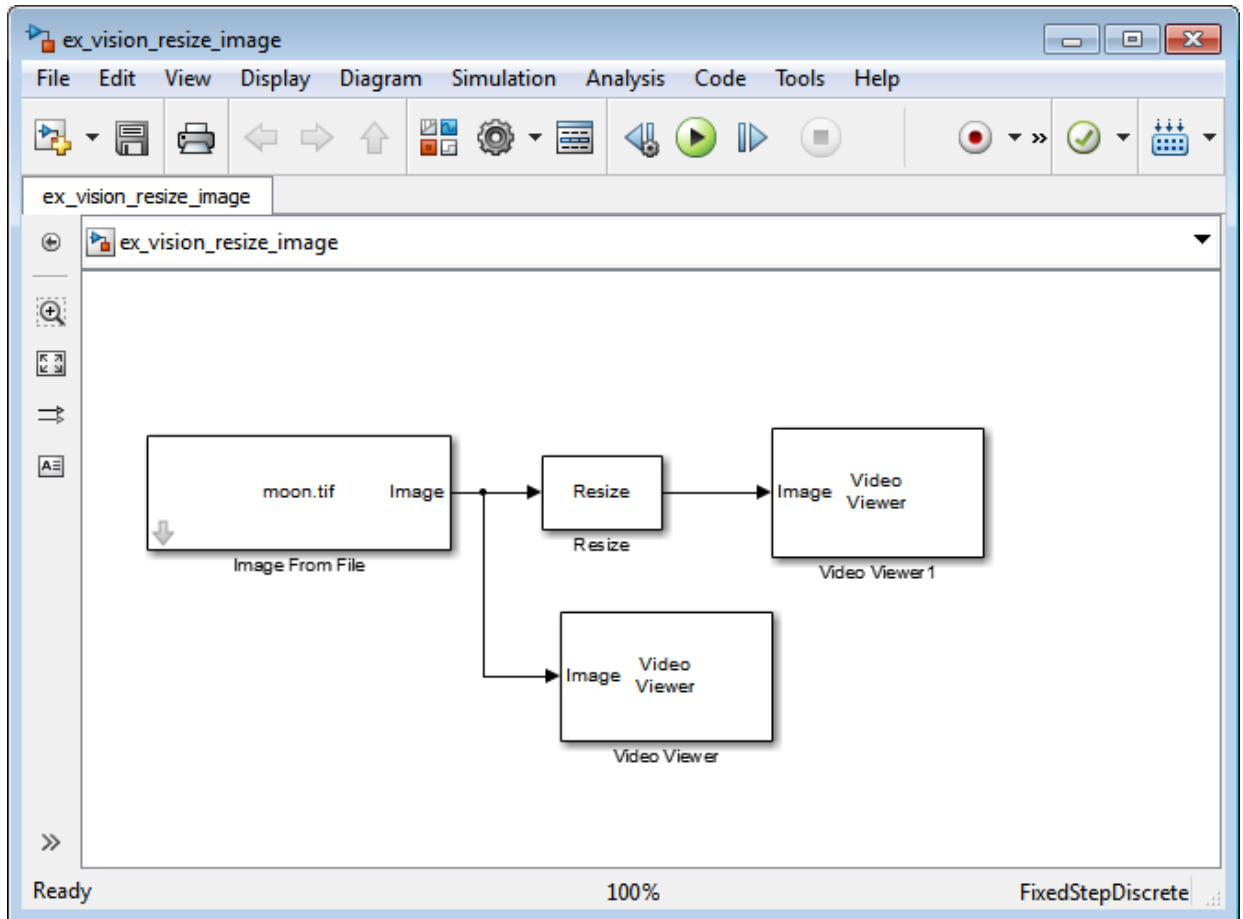 ex_vision_resize_image
File Edit View Display Diagram Simulation Analysis Code Tools Help
ex_vision_resize_image
ex_vision_resize_image
moon.tif Image
Image From File
Resize
Resize
Image Video
Viewer
Video Viewer1
Image Video
Viewer
Video Viewer
Ready 100% FixedStepDiscrete